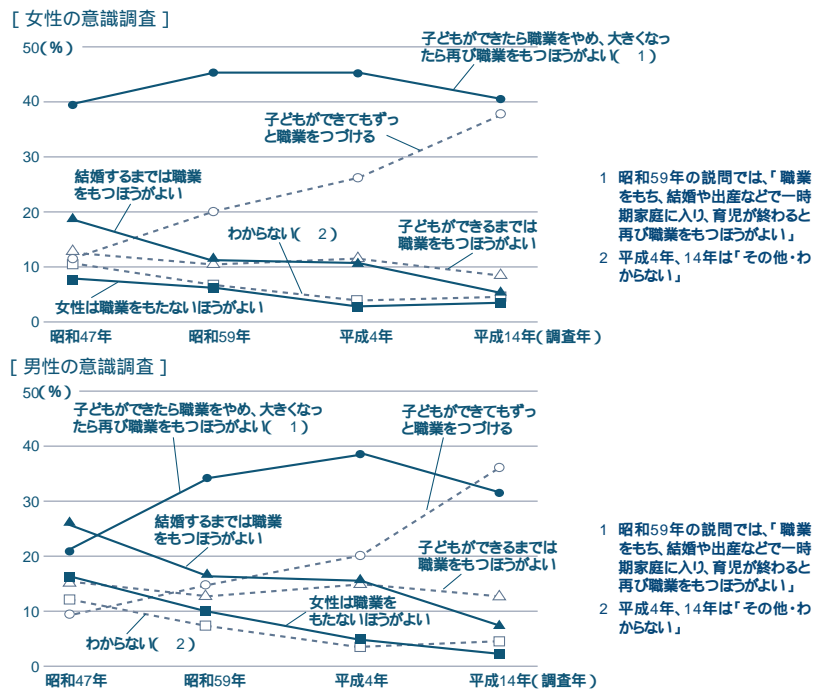 [ 女性の意識調査 ]
50(%)
子どもができたら職業をやめ、大きくなっ
たら再び職業をもつほうがよい( 1)
40
子どもができてもずっ
と職業をつづける
30
結婚するまでは職業
をもつほうがよい
20
わからない( 2)
子どもができるまでは
職業をもつほうがよい
10
女性は職業をもたないほうがよい
0
昭和47年 昭和59年 平成4年 平成14年(調査年)
1 昭和59年の説問では、「職業
をもち、結婚や出産などで一時
期家庭に入り、育児が終わると
再び職業をもつほうがよい」
2 平成4年、14年は「その他・わ
からない」
[ 男性の意識調査 ]
50(%)
子どもができたら職業をやめ、大きくなっ
たら再び職業をもつほうがよい( 1)
子どもができてもずっ
と職業をつづける
40
30
結婚するまでは職業
をもつほうがよい
子どもができるまでは
職業をもつほうがよい
20
女性は職業を
もたないほうがよい
10
わからない( 2)
0
昭和47年 昭和59年 平成4年 平成14年(調査年)
1 昭和59年の説問では、「職業
をもち、結婚や出産などで一時
期家庭に入り、育児が終わると
再び職業をもつほうがよい」
2 平成4年、14年は「その他・わ
からない」